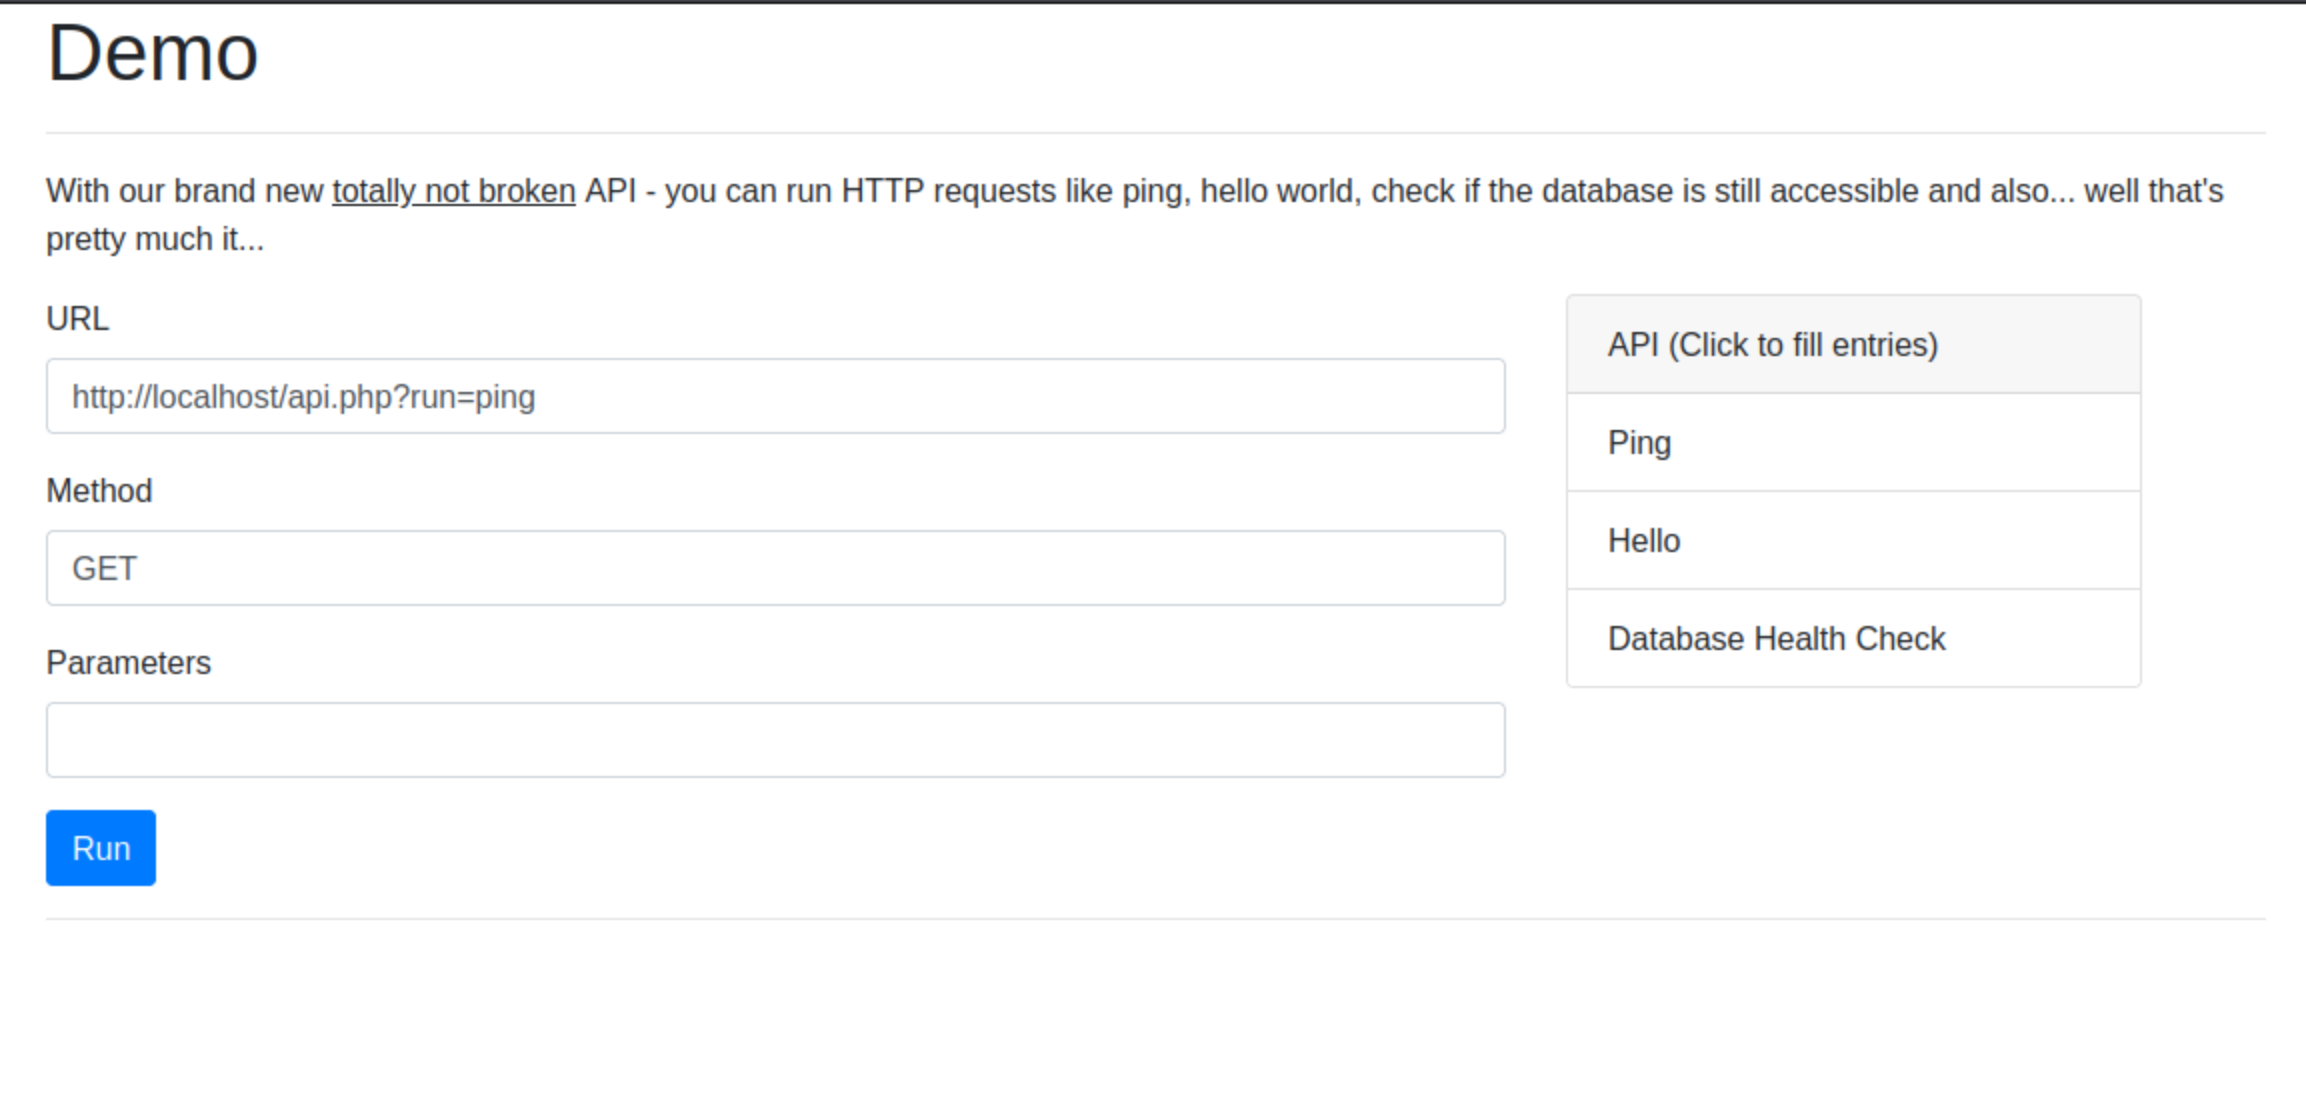 Demo
With our brand new totally not broken API - you can run HTTP requests like ping, hello world, check if the database is still accessible and also... well that's
pretty much it...
URL
http://localhost/api.php?run=ping
Method
GET
Parameters
Run
API (Click to fill entries)
Ping
Hello
Database Health Check